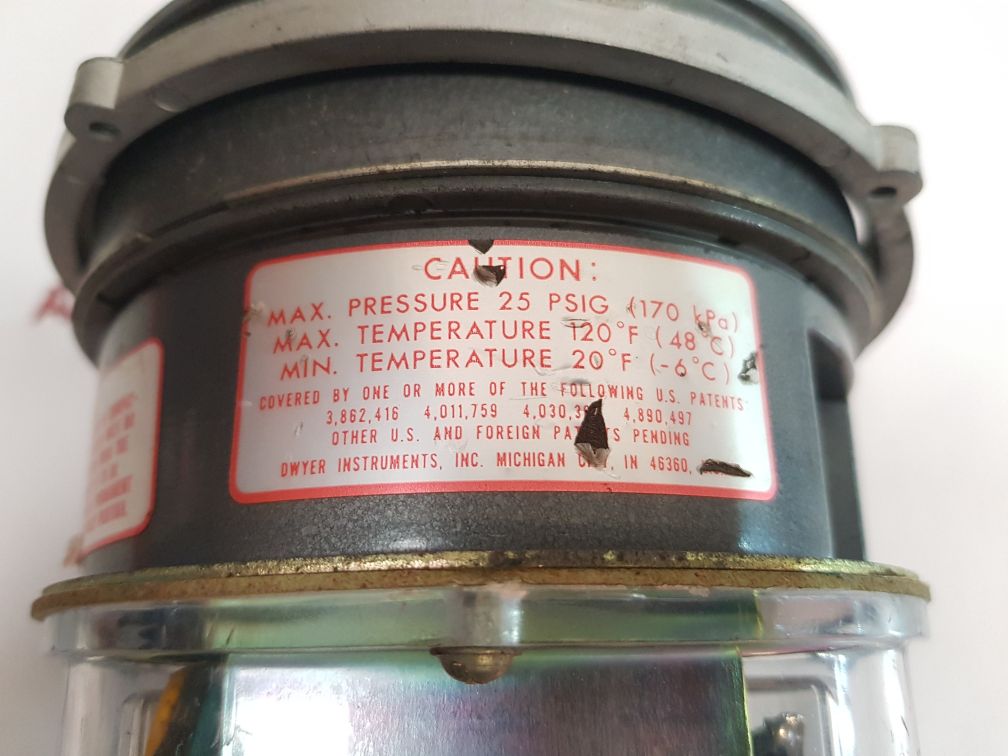 CAUTION:
MAX. PRESSURE 25 PSIG (170 kPa)
MAX. TEMPERATURE 120°F (48°C)
MIN. TEMPERATURE 20°F (-6°C)
COVERED BY ONE OR MORE OF THE FOLLOWING U.S. PATENTS
3,862,416 4,011,759 4,890,497
OTHER U.S. AND FOREIGN PATENTS PENDING
DWYER INSTRUMENTS, INC. MICHIGAN CITY, IN 46360,